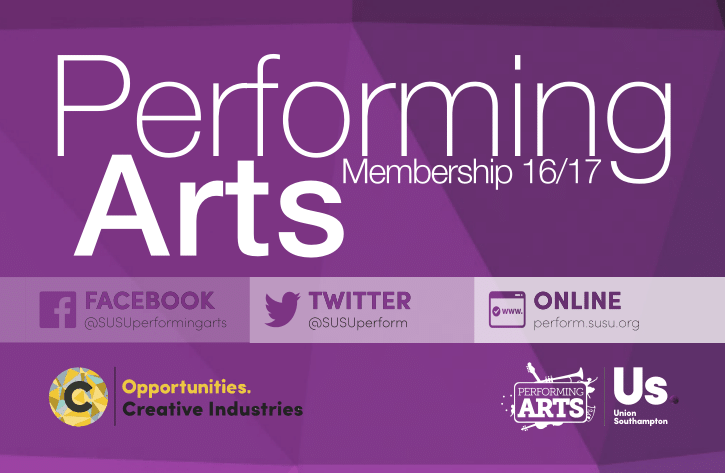 Performing
Arts
Membership 16/17
FACEBOOK
@SUSUperformingarts
TWITTER
@SUSUperform
www.
ONLINE
perform.susu.org
C
Opportunities.
Creative Industries
PERFORMING
ARTS
Us
Union
Southampton